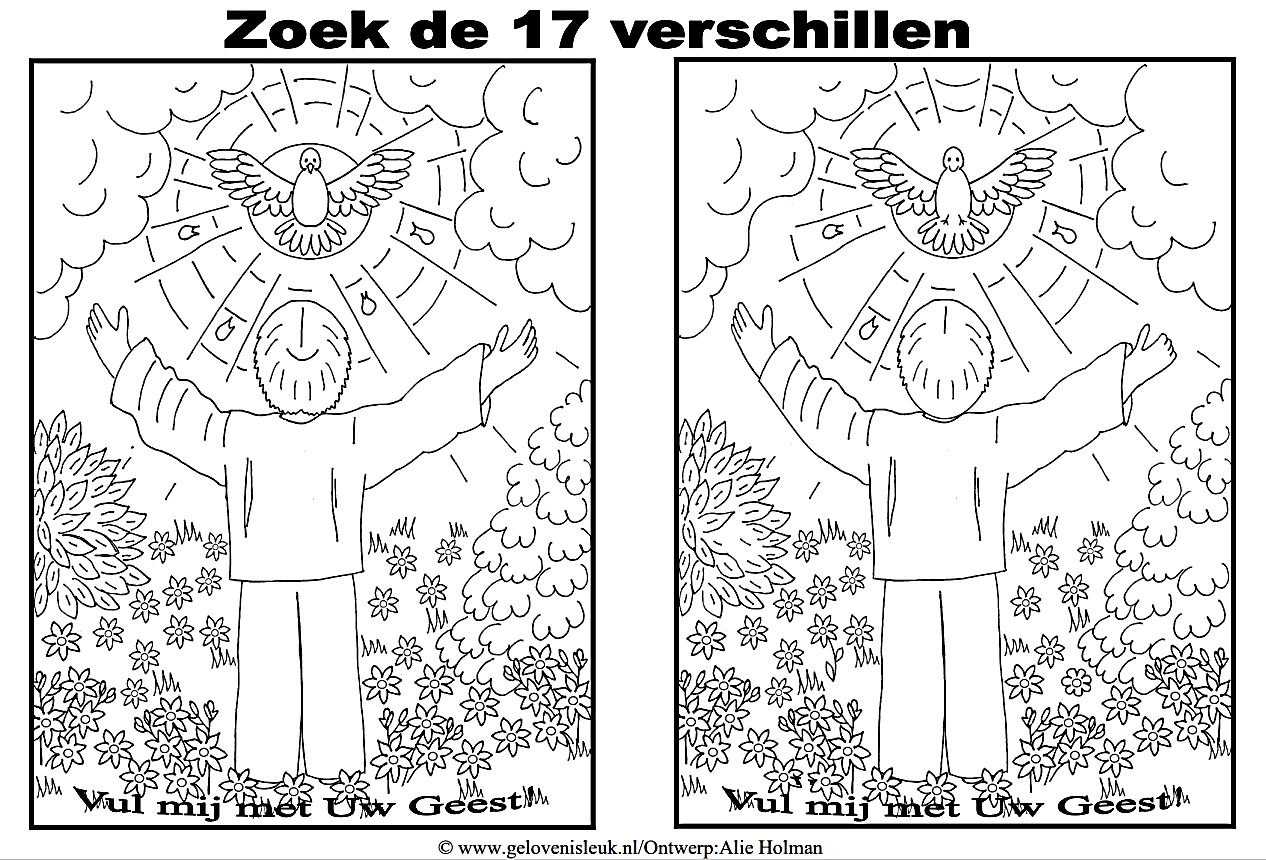 Zoek de 17 verschillen
Vul mij met Uw Geest! Vul mij met Uw Geest!
© www.gelovenisleuk.nl/Ontwerp:Alie Holman